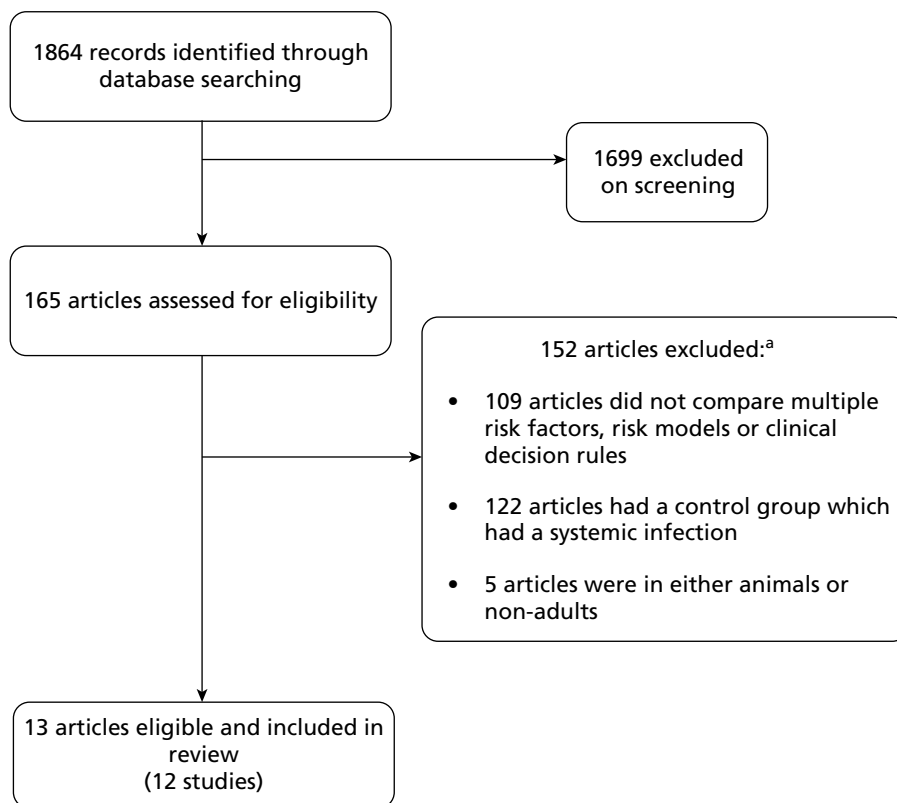 1864 records identified through
database searching
1699 excluded
on screening
165 articles assessed for eligibility
152 articles excluded:a
• 109 articles did not compare multiple
risk factors, risk models or clinical
decision rules
• 122 articles had a control group which
had a systemic infection
• 5 articles were in either animals or
non-adults
13 articles eligible and included in
review
(12 studies)